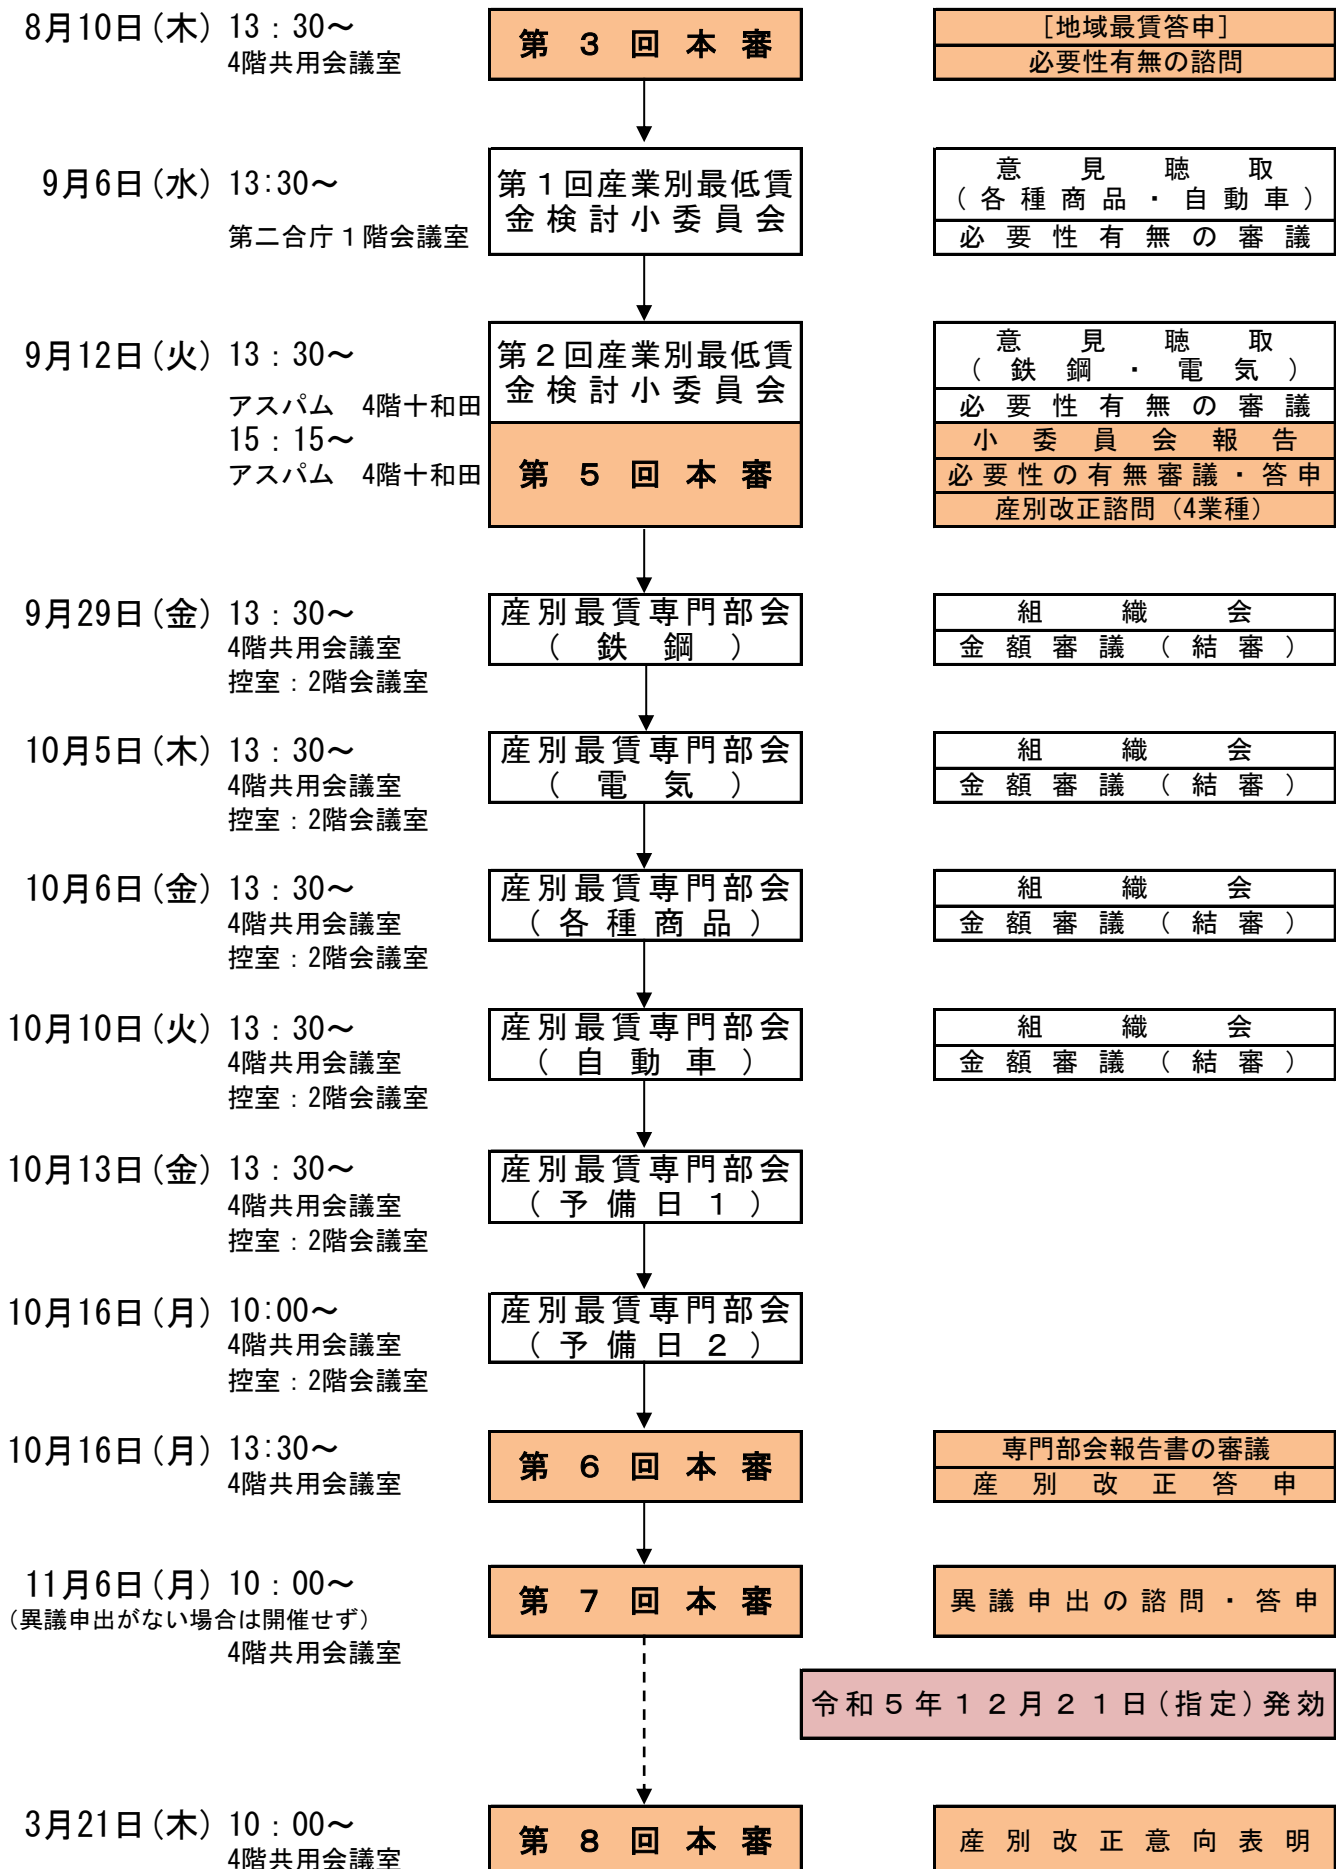 8月10日(木) 13：30～
4階共用会議室
第3回本審
[地域最賃答申]
必要性有無の諮問
9月6日(水) 13:30～
第二合庁１階会議室
第１回産業別最低賃
金検討小委員会
意見聴取
(各種商品・自動車)
必要性有無の審議
9月12日(火) 13：30～
アスパム　4階十和田
第２回産業別最低賃
金検討小委員会
意見聴取
(鉄鋼・電気)
必要性有無の審議
15：15～
アスパム　4階十和田
第5回本審
小委員会報告
必要性の有無審議・答申
産別改正諮問（4業種）
9月29日(金) 13：30～
4階共用会議室
控室：2階会議室
産別最賃専門部会
(鉄鋼)
組織会
金額審議(結審)
10月5日(木) 13：30～
4階共用会議室
控室：2階会議室
産別最賃専門部会
(電気)
組織会
金額審議(結審)
10月6日(金) 13：30～
4階共用会議室
控室：2階会議室
産別最賃専門部会
(各種商品)
組織会
金額審議(結審)
10月10日(火) 13：30～
4階共用会議室
控室：2階会議室
産別最賃専門部会
(自動車)
組織会
金額審議(結審)
10月13日(金) 13：30～
4階共用会議室
控室：2階会議室
産別最賃専門部会
(予備日１)
10月16日(月) 10:00～
4階共用会議室
控室：2階会議室
産別最賃専門部会
(予備日２)
10月16日(月) 13:30～
4階共用会議室
第6回本審
専門部会報告書の審議
産別改正答申
11月6日(月) 10：00～
(異議申出がない場合は開催せず)
4階共用会議室
第7回本審
異議申出の諮問・答申
令和５年１２月２１日(指定)発効
3月21日(木) 10：00～
4階共用会議室
第8回本審
産別改正意向表明